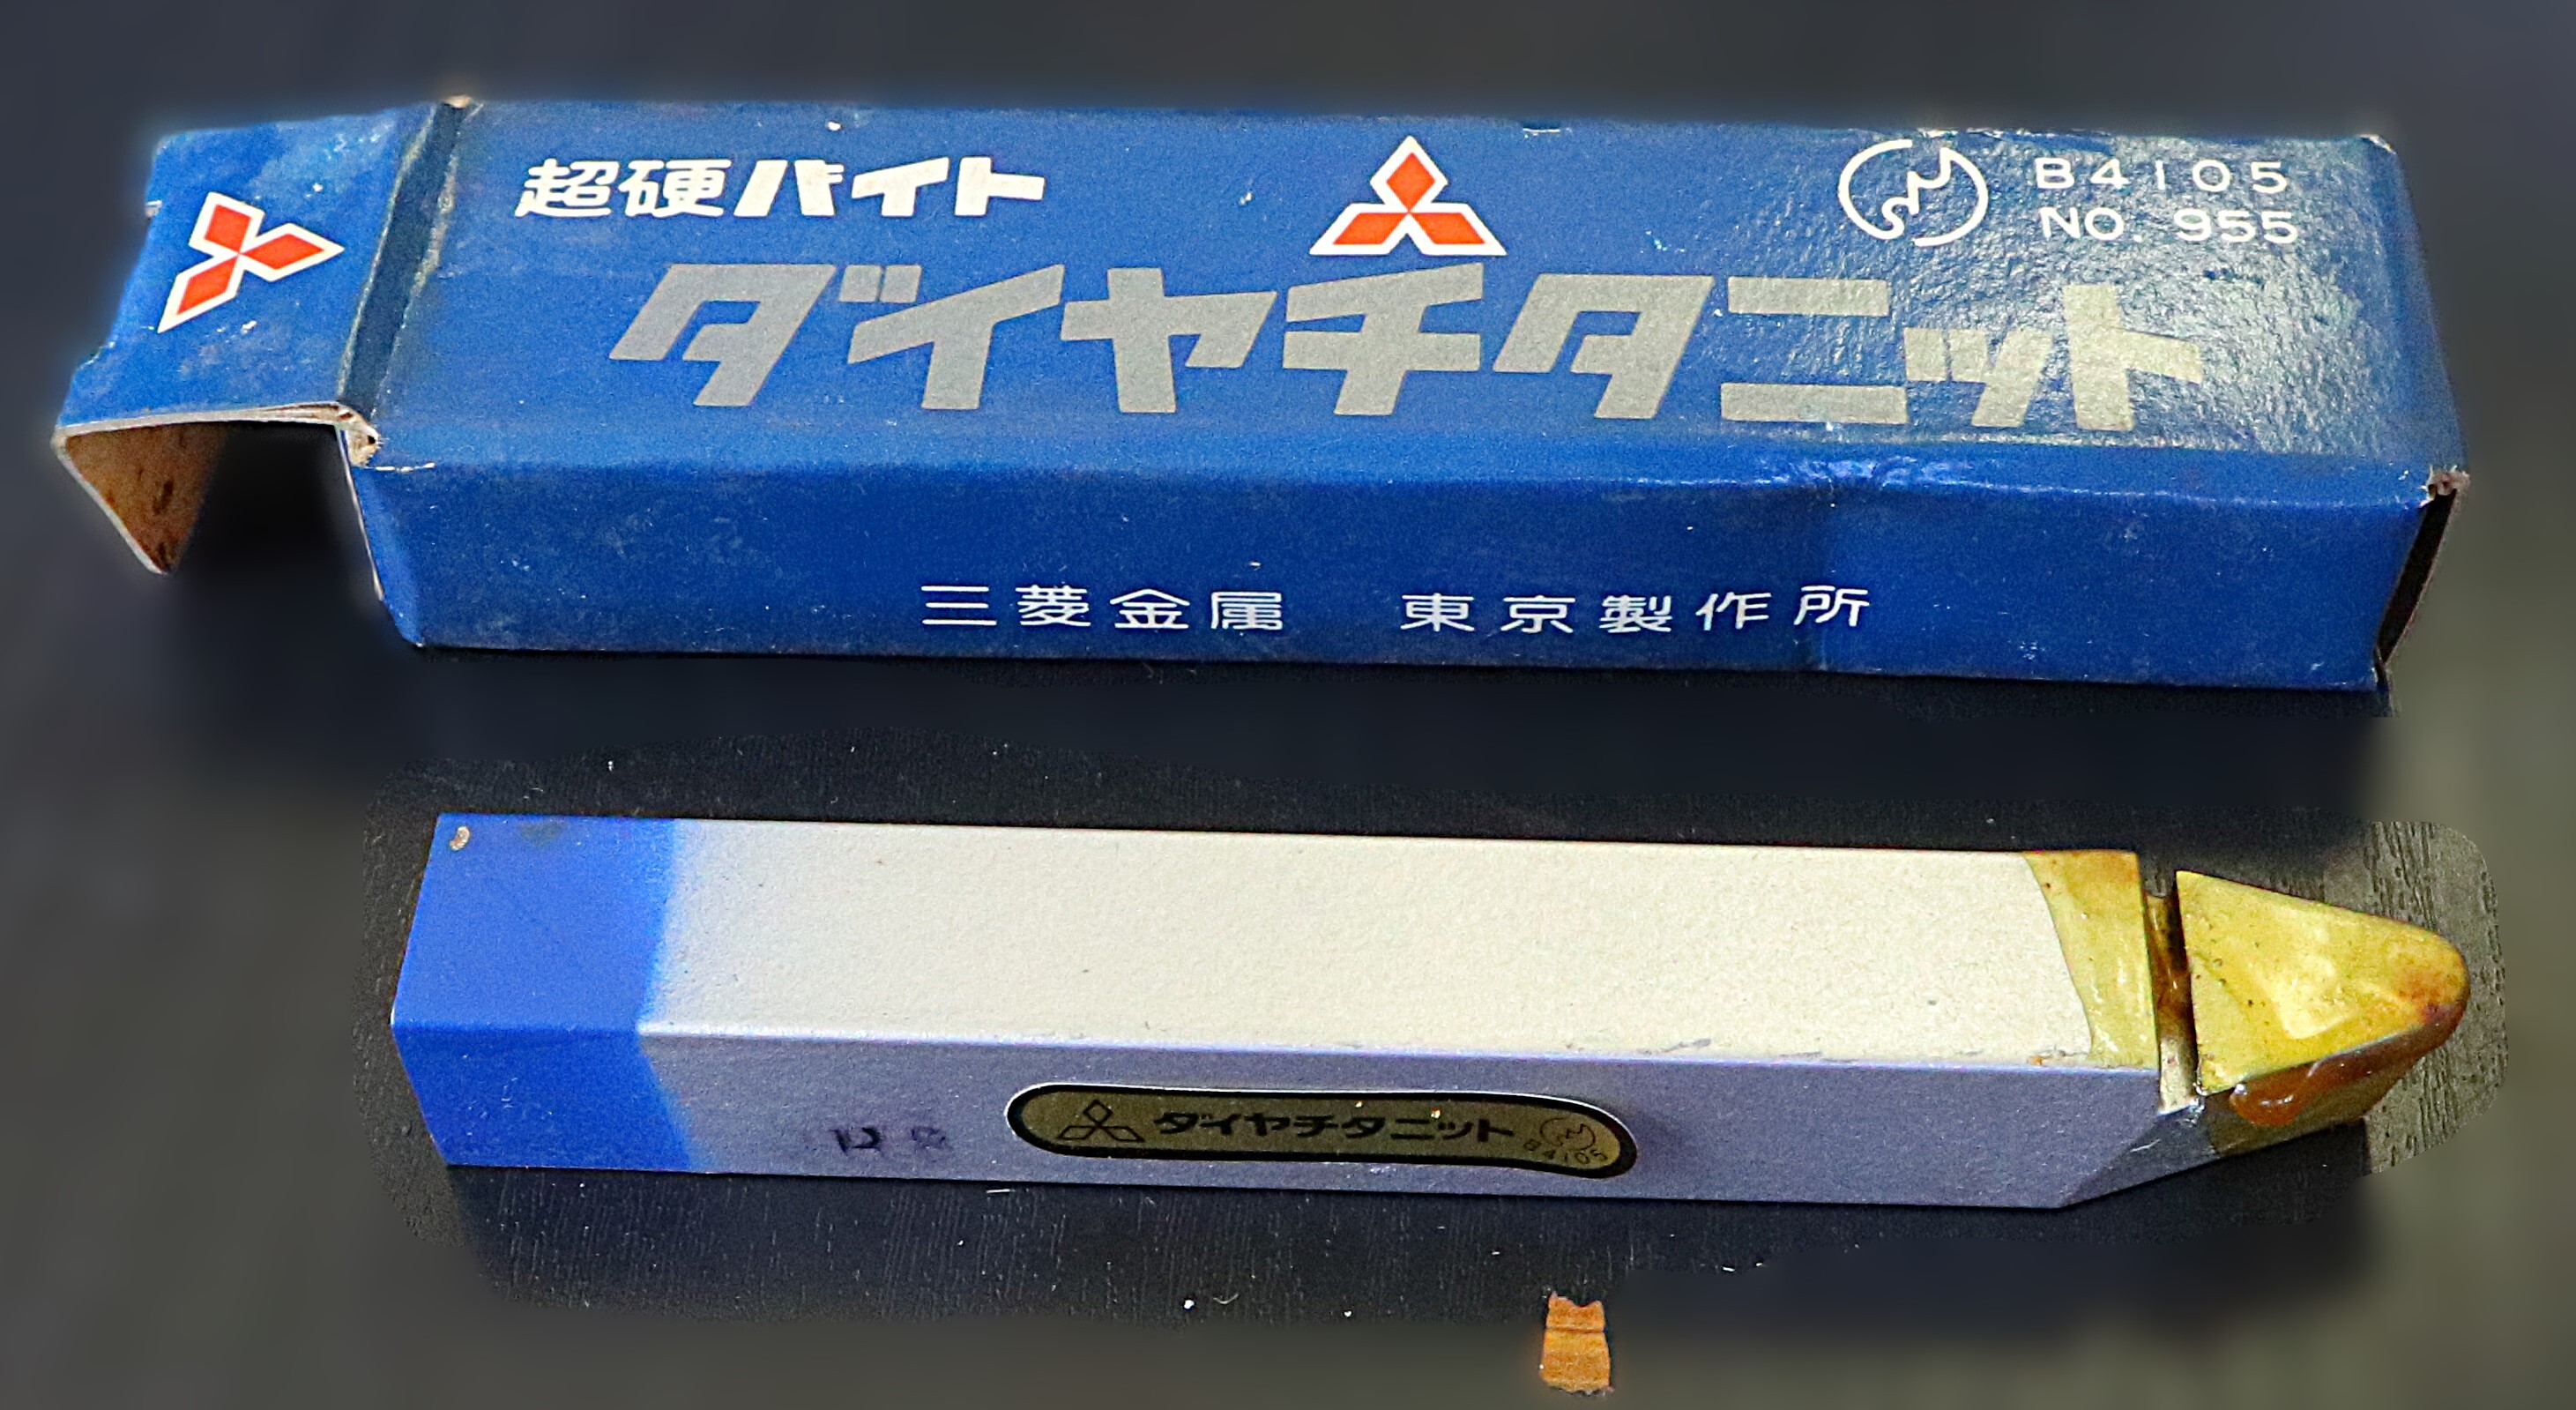 超硬バイト
B4105
NO. 955
ダイヤチタニット
三菱金属 東京製作所
ダイヤチタニット
B4105